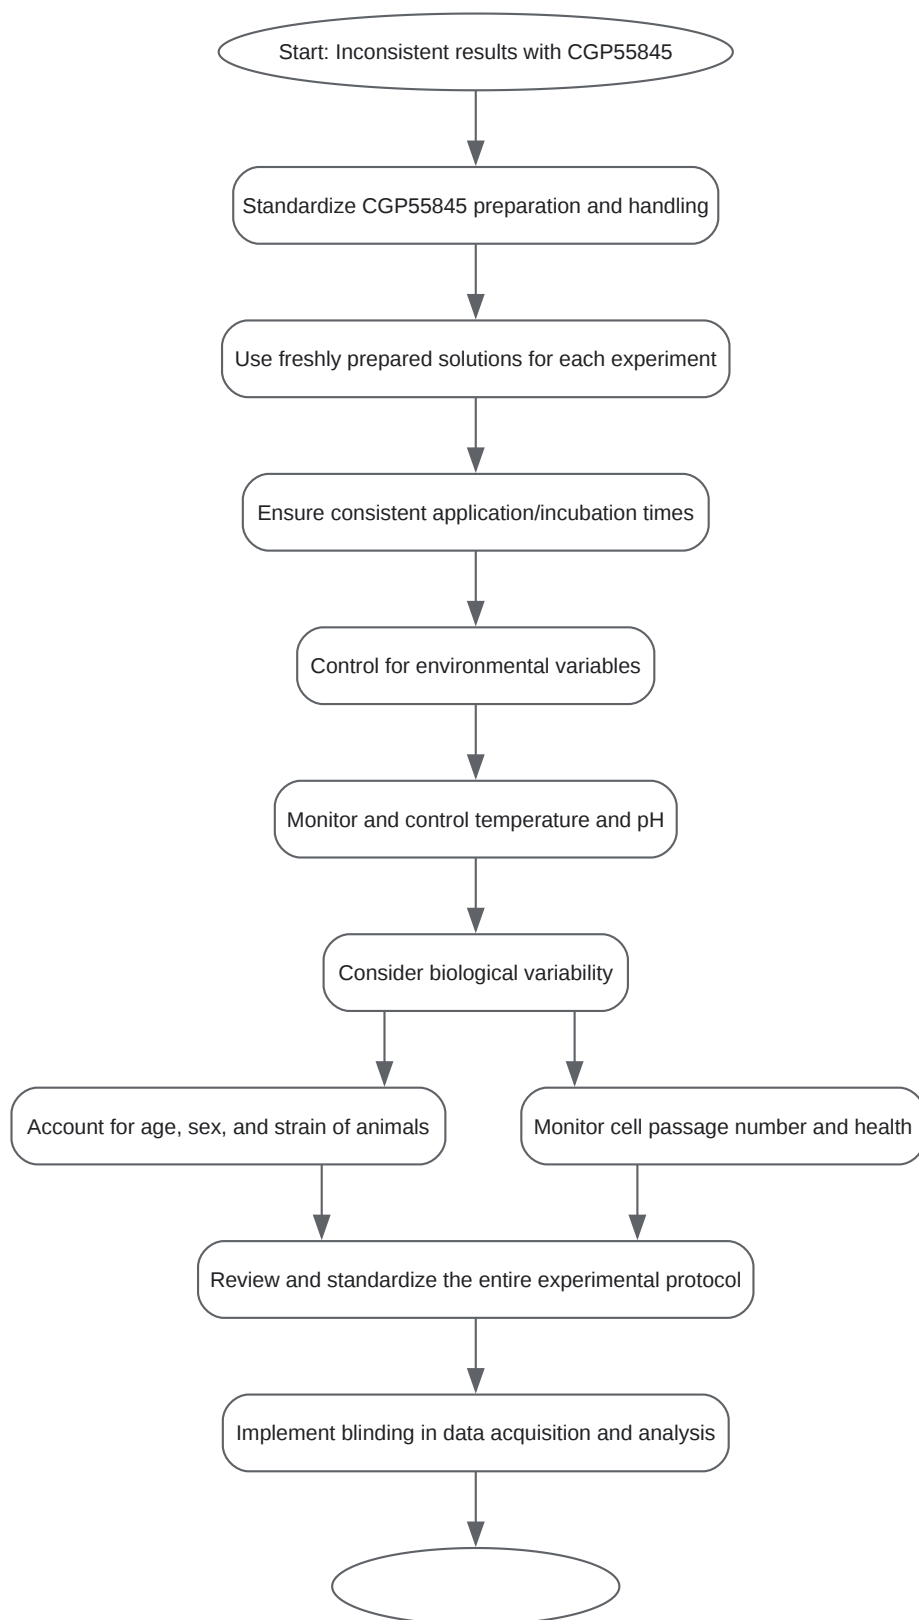 Start: Inconsistent results with CGP55845
Standardize CGP55845 preparation and handling
Use freshly prepared solutions for each experiment
Ensure consistent application/incubation times
Control for environmental variables
Monitor and control temperature and pH
Consider biological variability
Account for age, sex, and strain of animals
Monitor cell passage number and health
Review and standardize the entire experimental protocol
Implement blinding in data acquisition and analysis